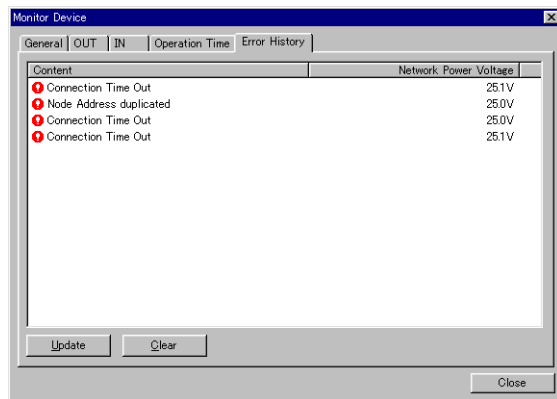 Monitor Device
General OUT IN Operation Time Error History
Content Network Power Voltage
Connection Time Out 25.1V
Node Address duplicated 25.0V
Connection Time Out 25.0V
Connection Time Out 25.1V
Update Clear
Close